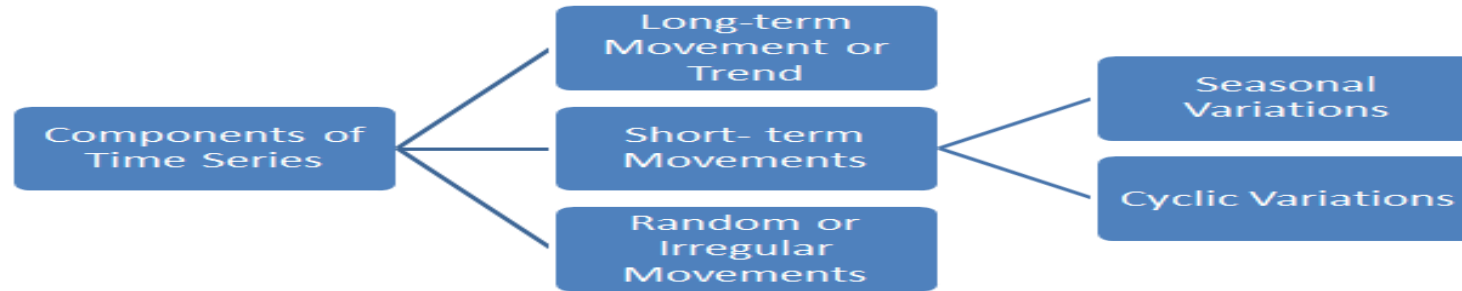 Components of
Time Series
Long-term
Movement or
Trend
Short- term
Movements
Random or
Irregular
Movements
Seasonal
Variations
Cyclic Variations